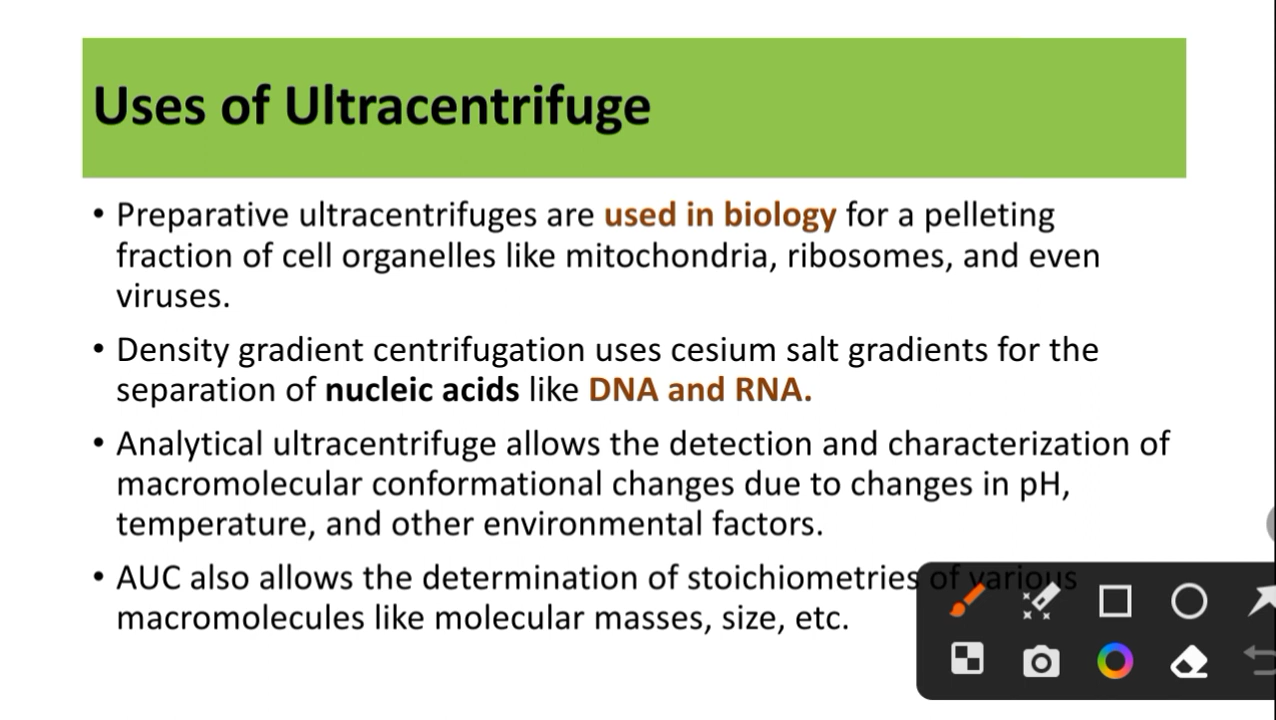 Uses of Ultracentrifuge
• Preparative ultracentrifuges are used in biology for a pelleting
fraction of cell organelles like mitochondria, ribosomes, and even
viruses.
• Density gradient centrifugation uses cesium salt gradients for the
separation of nucleic acids like DNA and RNA.
• Analytical ultracentrifuge allows the detection and characterization of
macromolecular conformational changes due to changes in pH,
temperature, and other environmental factors.
• AUC also allows the determination of stoichiometries of various
macromolecules like molecular masses, size, etc.